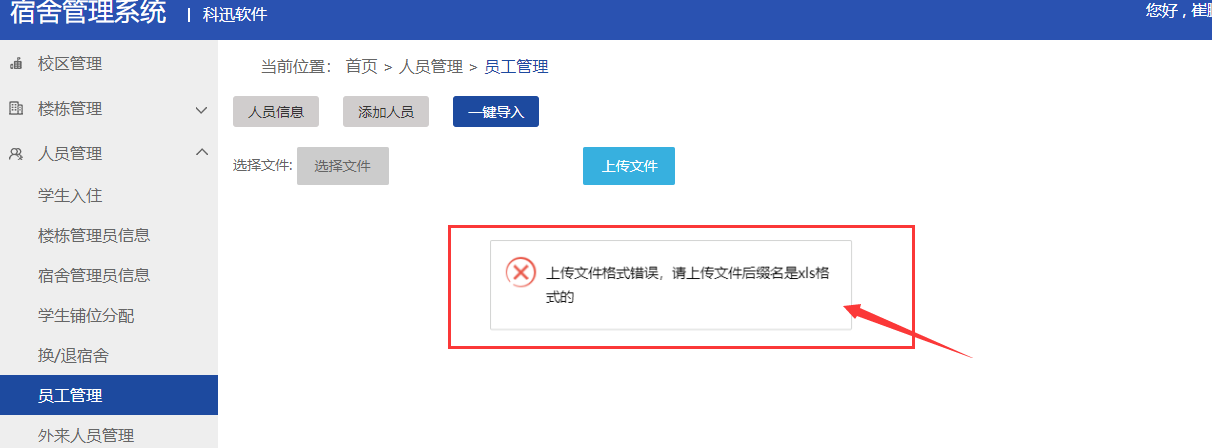 宿舍管理系统 | 科迅软件
您好 , 崔
校区管理
楼栋管理
人员管理
学生入住
楼栋管理员信息
宿舍管理员信息
学生铺位分配
换/退宿舍
员工管理
外来人员管理
当前位置： 首页 > 人员管理 > 员工管理
人员信息 添加人员 一键导入
选择文件: 选择文件 上传文件
上传文件格式错误，请上传文件后缀名是xls格
式的